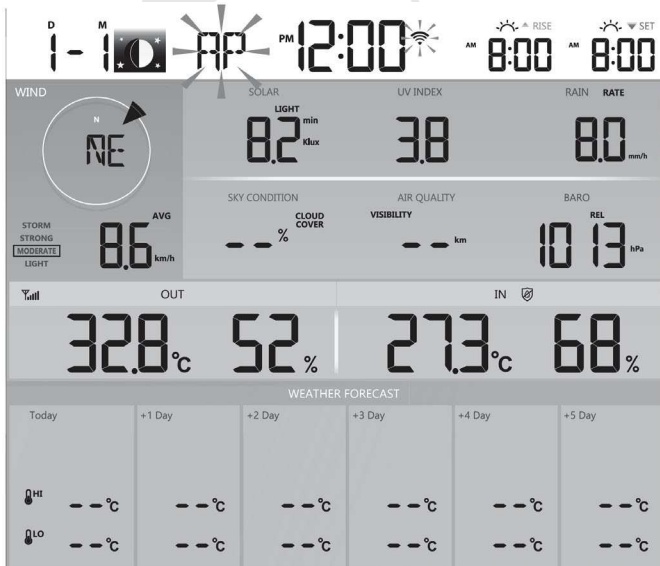 D M
1 - 1 AP PM 12:00 RISE AM 8:00 SET AM 8:00
WIND SOLAR UV INDEX RAIN RATE
N
NE
LIGHT
8.2 min Klux 3.8 8.0 mm/h
SKY CONDITION AIR QUALITY BARO
STORM
STRONG
MODERATE
LIGHT
8.6 AVG km/h
-- % CLOUD COVER
VISIBILITY -- km
REL
1013 hPa
OUT IN
32.8 °C 52 % 27.3 °C 68 %
WEATHER FORECAST
Today +1 Day +2 Day +3 Day +4 Day +5 Day
HI -- °C -- °C -- °C -- °C -- °C -- °C
LO -- °C -- °C -- °C -- °C -- °C -- °C